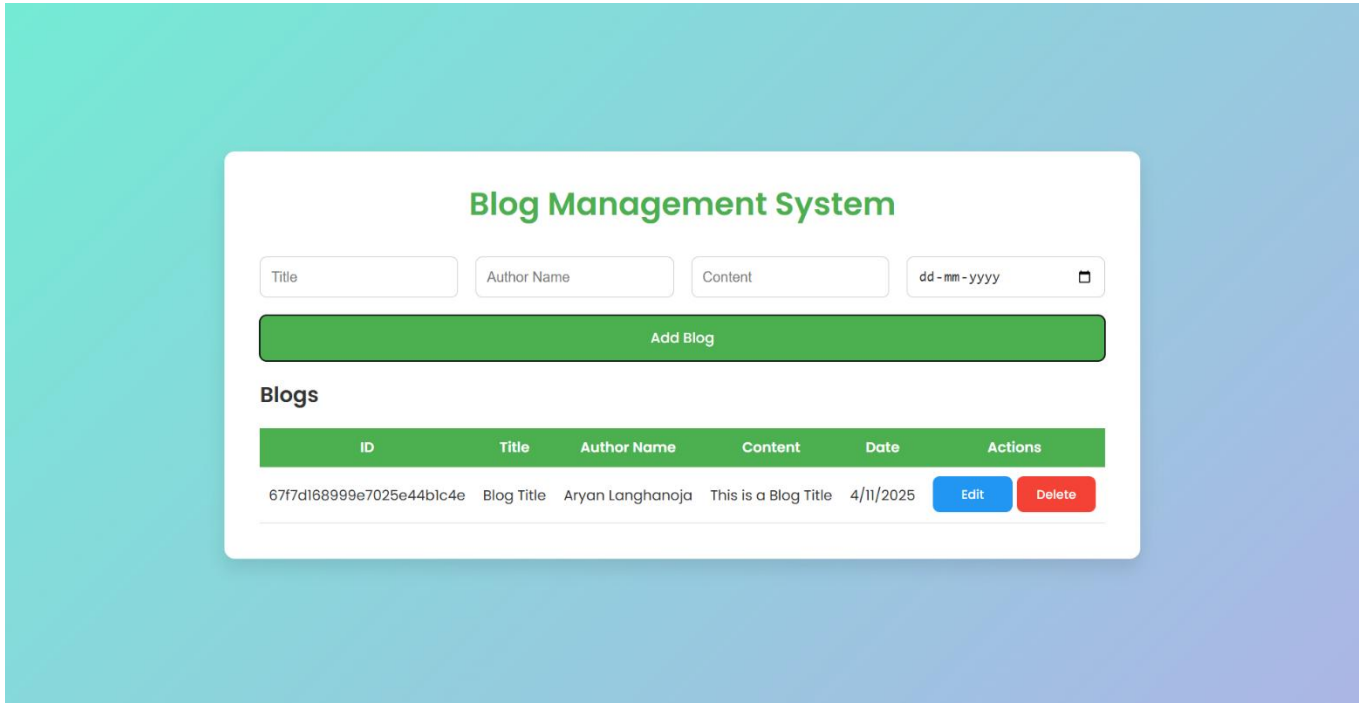 Blog Management System
Title Author Name Content dd-mm-yyyy
Add Blog
Blogs
ID Title Author Name Content Date Actions
67f7d168999e7025e44b1c4e Blog Title Aryan Langhanoja This is a Blog Title 4/11/2025 Edit Delete